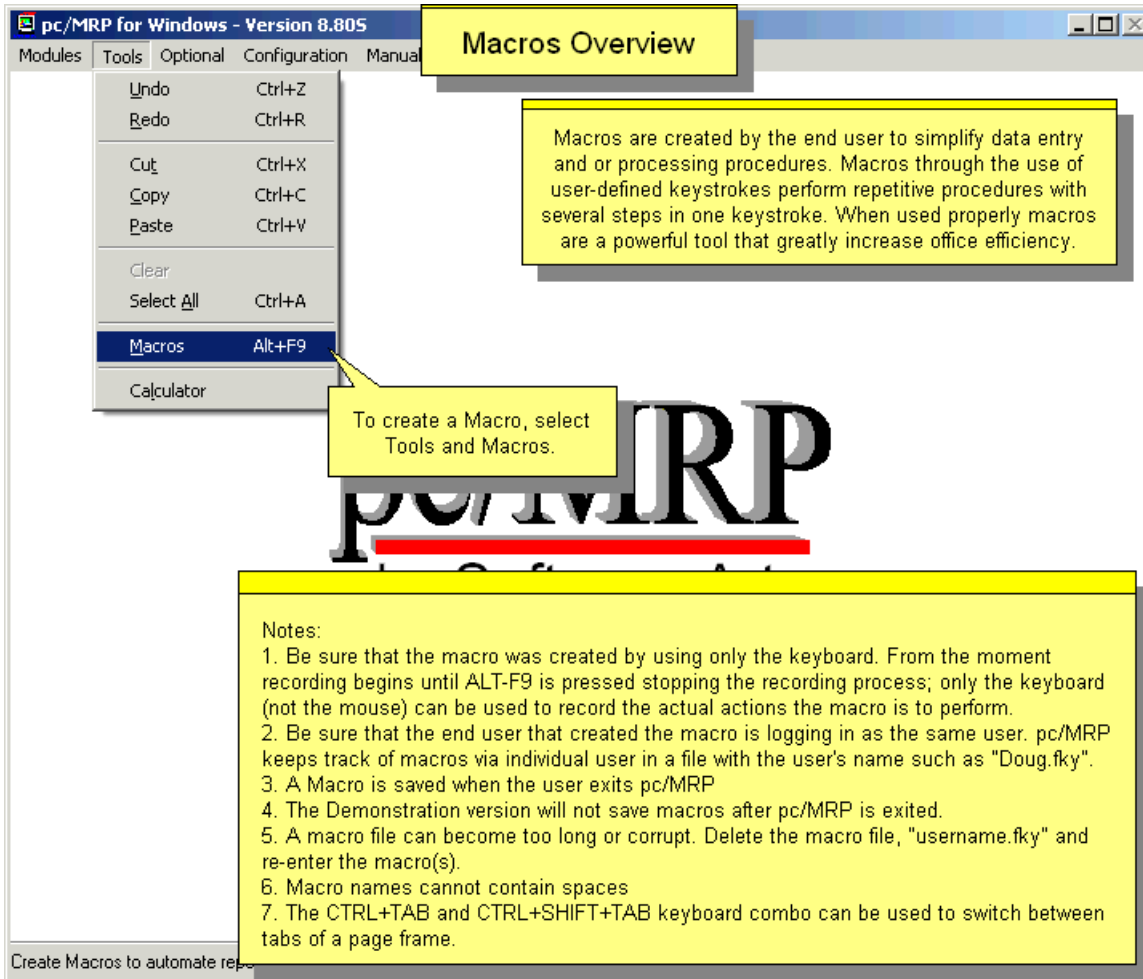 pc/MRP for Windows - Version 8.80S
Macros Overview
Modules Tools Optional Configuration Manual
Undo Ctrl+Z
Redo Ctrl+R
Cut Ctrl+X
Copy Ctrl+C
Paste Ctrl+V
Clear
Select All Ctrl+A
Macros Alt+F9
Calculator
Macros are created by the end user to simplify data entry
and or processing procedures. Macros through the use of
user-defined keystrokes perform repetitive procedures with
several steps in one keystroke. When used properly macros
are a powerful tool that greatly increase office efficiency.
To create a Macro, select
Tools and Macros.
pc/MRP
Notes:
1. Be sure that the macro was created by using only the keyboard. From the moment
recording begins until ALT-F9 is pressed stopping the recording process; only the keyboard
(not the mouse) can be used to record the actual actions the macro is to perform.
2. Be sure that the end user that created the macro is logging in as the same user. pc/MRP
keeps track of macros via individual user in a file with the user's name such as "Doug.fky".
3. A Macro is saved when the user exits pc/MRP
4. The Demonstration version will not save macros after pc/MRP is exited.
5. A macro file can become too long or corrupt. Delete the macro file, "username.fky" and
re-enter the macro(s).
6. Macro names cannot contain spaces
7. The CTRL+TAB and CTRL+SHIFT+TAB keyboard combo can be used to switch between
tabs of a page frame.
Create Macros to automate